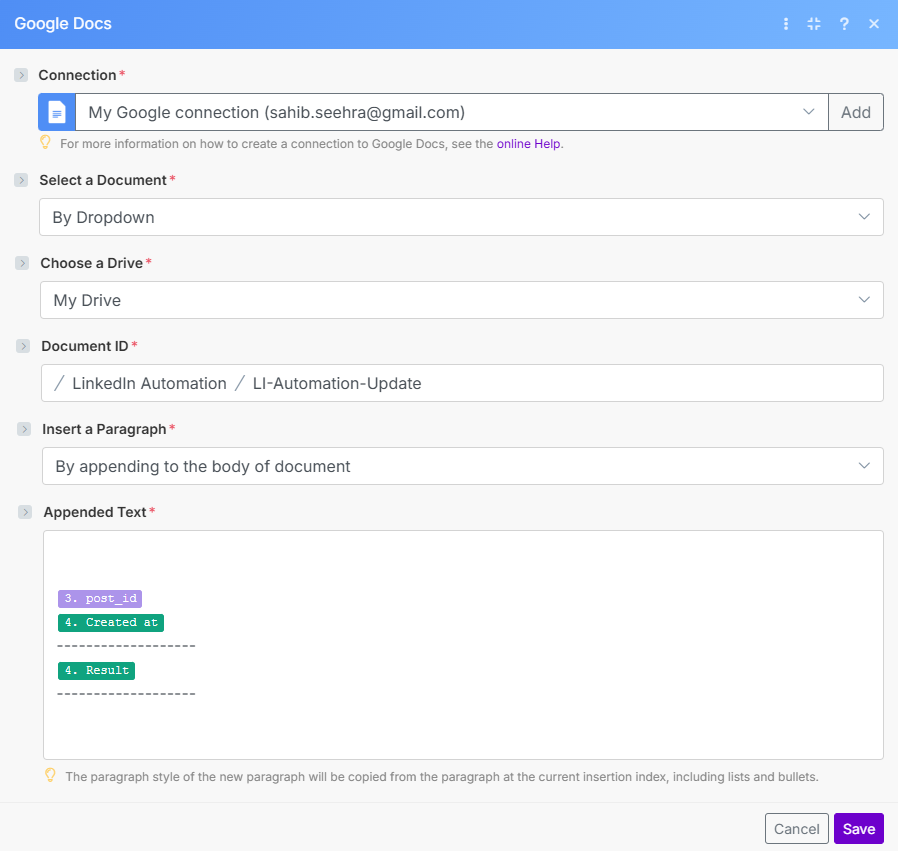 Google Docs
?
Connection *
My Google connection (sahib.seehra@gmail.com)
Add
For more information on how to create a connection to Google Docs, see the online Help.
Select a Document *
By Dropdown
Choose a Drive *
My Drive
Document ID *
/ LinkedIn Automation / LI-Automation-Update
Insert a Paragraph *
By appending to the body of document
Appended Text *
3. post_id
4. Created at
-------------------
4. Result
-------------------
The paragraph style of the new paragraph will be copied from the paragraph at the current insertion index, including lists and bullets.
Cancel
Save